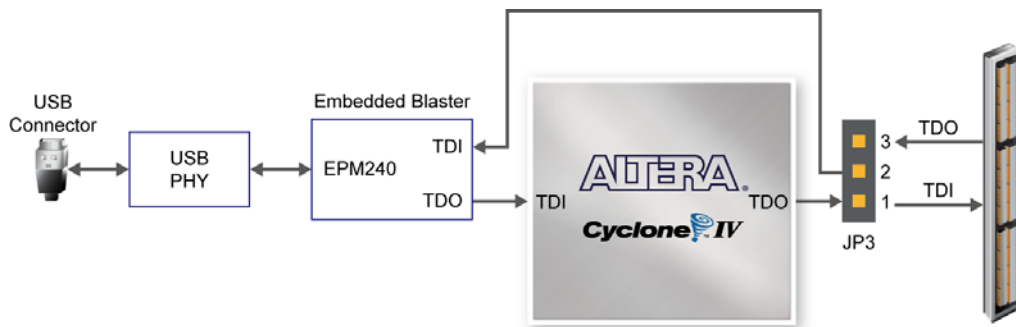 USB
Connector
USB
PHY
Embedded Blaster
TDI
EPM240
TDO
TDI
ALTERA®
Cyclone™ IV
TDO
3
2
1
JP3
TDO
TDI